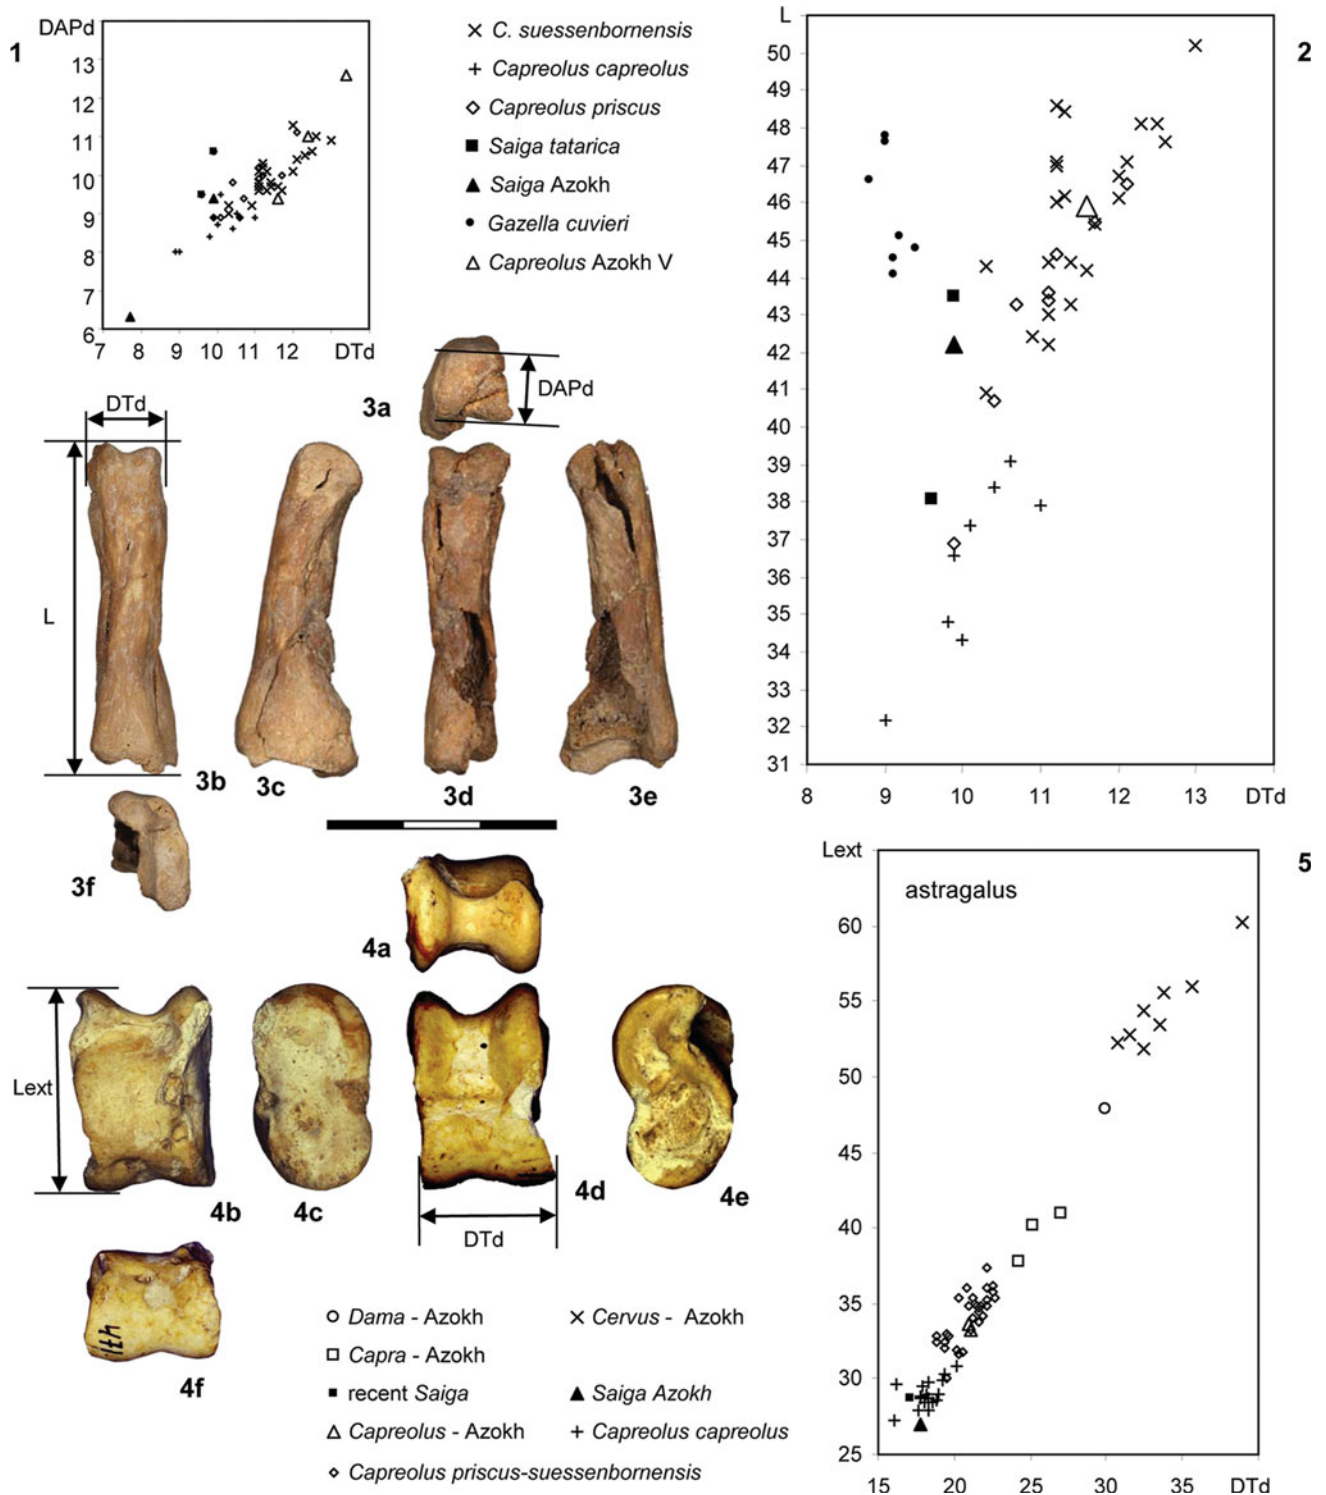 1
DAPd
13
12
11
10
9
8
7
6
7 8 9 10 11 12 DTd
C. suessenbornensis
Capreolus capreolus
Capreolus priscus
Saiga tatarica
Saiga Azokh
Gazella cuvieri
Capreolus Azokh V
2
L
50
49
48
47
46
45
44
43
42
41
40
39
38
37
36
35
34
33
32
31
8 9 10 11 12 13 DTd
3a
DAPd
DTd
L
3b 3c 3d 3e
3f
4a
Lext
4b 4c 4d 4e
DTd
471
4f
5
Lext
astragalus
60
55
50
45
40
35
30
25
15 20 25 30 35 DTd
Dama - Azokh
Cervus - Azokh
Capra - Azokh
recent Saiga
Saiga Azokh
Capreolus - Azokh
Capreolus capreolus
Capreolus priscus-suessenbornensis